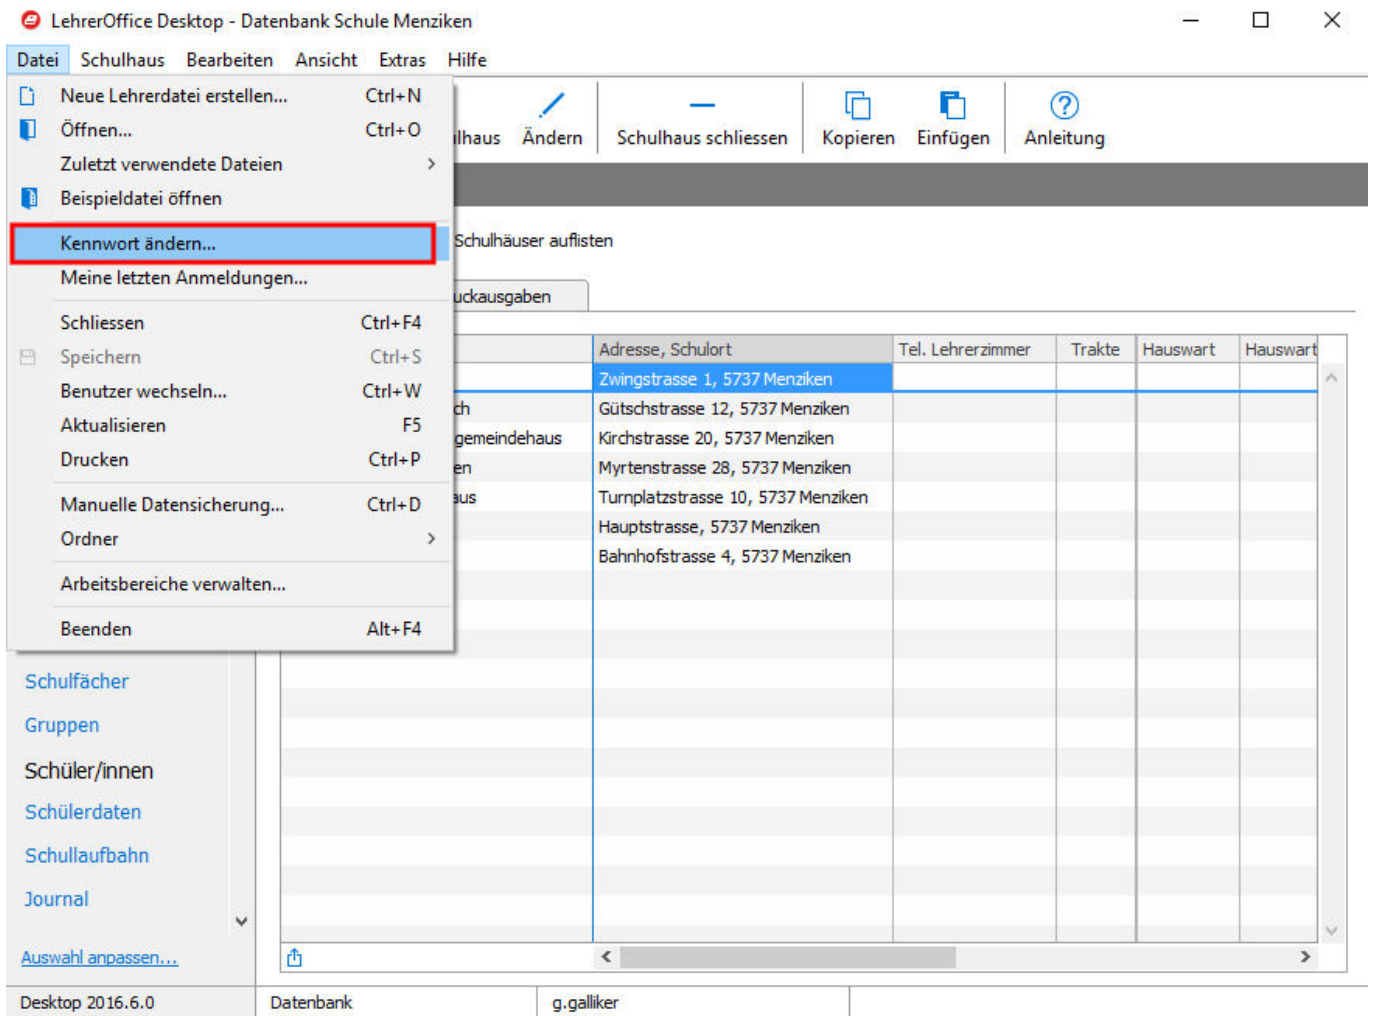 LehrerOffice Desktop - Datenbank Schule Menziken
Datei Schulhaus Bearbeiten Ansicht Extras Hilfe
Neue Lehrerdatei erstellen... Ctrl+N
Öffnen... Ctrl+O
Zuletzt verwendete Dateien
Beispieldatei öffnen
Kennwort ändern...
Meine letzten Anmeldungen...
Schliessen Ctrl+F4
Speichern Ctrl+S
Benutzer wechseln... Ctrl+W
Aktualisieren F5
Drucken Ctrl+P
Manuelle Datensicherung... Ctrl+D
Ordner
Arbeitsbereiche verwalten...
Beenden Alt+F4
lhaus Ändern Schulhaus schliessen Kopieren Einfügen Anleitung
Schulhäuser auflisten
uckausgaben
Adresse, Schulort Tel. Lehrerzimmer Trakte Hauswart Hauswart
Zwingstrasse 1, 5737 Menziken
ch Gütschstrasse 12, 5737 Menziken
gemeindehaus Kirchstrasse 20, 5737 Menziken
en Myrtenstrasse 28, 5737 Menziken
aus Turnplatzstrasse 10, 5737 Menziken
Hauptstrasse, 5737 Menziken
Bahnhofstrasse 4, 5737 Menziken
Schulfächer
Gruppen
Schüler/innen
Schülerdaten
Schullaufbahn
Journal
Auswahl anpassen...
Desktop 2016.6.0 Datenbank g.galliker